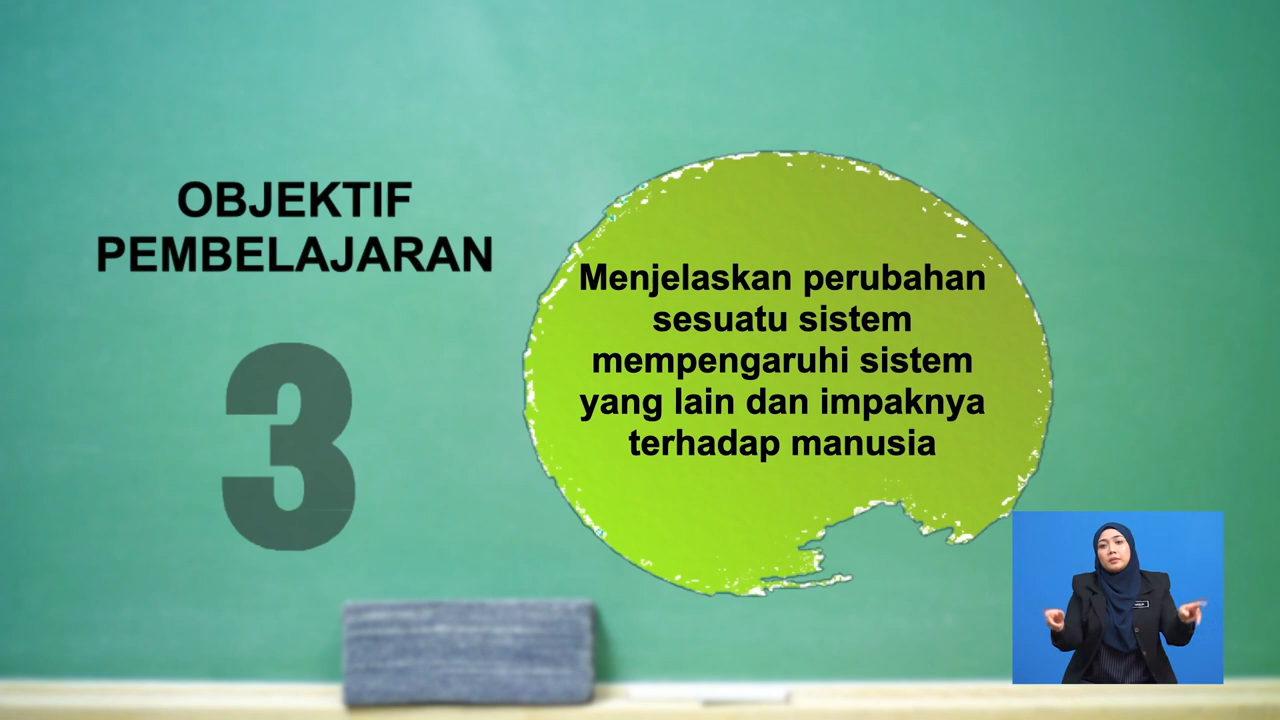 OBJEKTIF
PEMBELAJARAN
3
Menjelaskan perubahan
sesuatu sistem
mempengaruhi sistem
yang lain dan impaknya
terhadap manusia